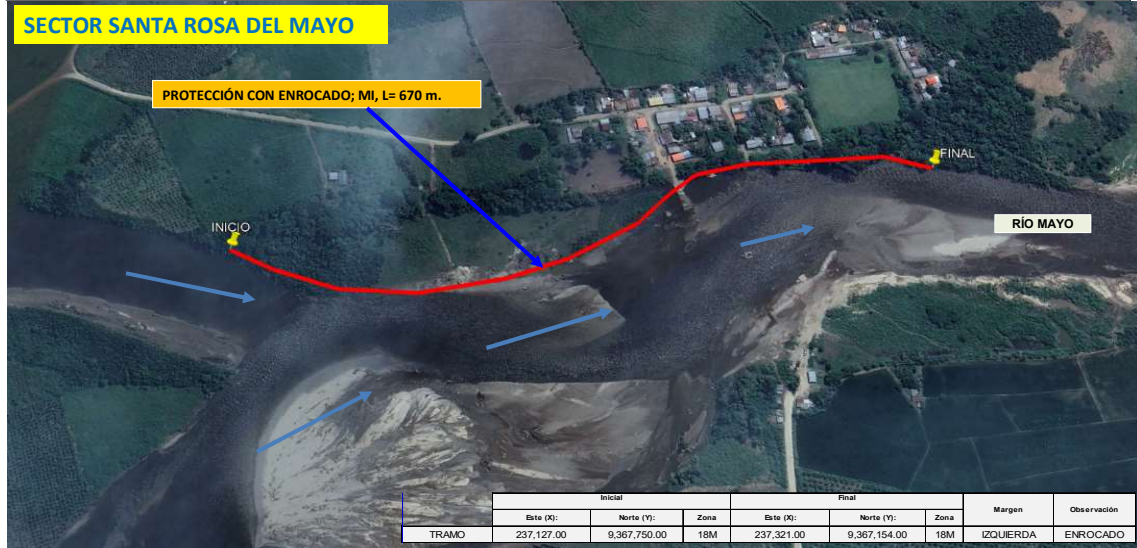 SECTOR SANTA ROSA DEL MAYO
PROTECCIÓN CON ENROCADO; MI, L= 670 m.
FINAL
INICIO
RÍO MAYO
Inicial Final Margen Observación
Este (X): Norte (Y): Zona Este (X): Norte (Y): Zona
TRAMO 237,127.00 9,367,750.00 18M 237,321.00 9,367,154.00 18M IZQUIERDA ENROCADO